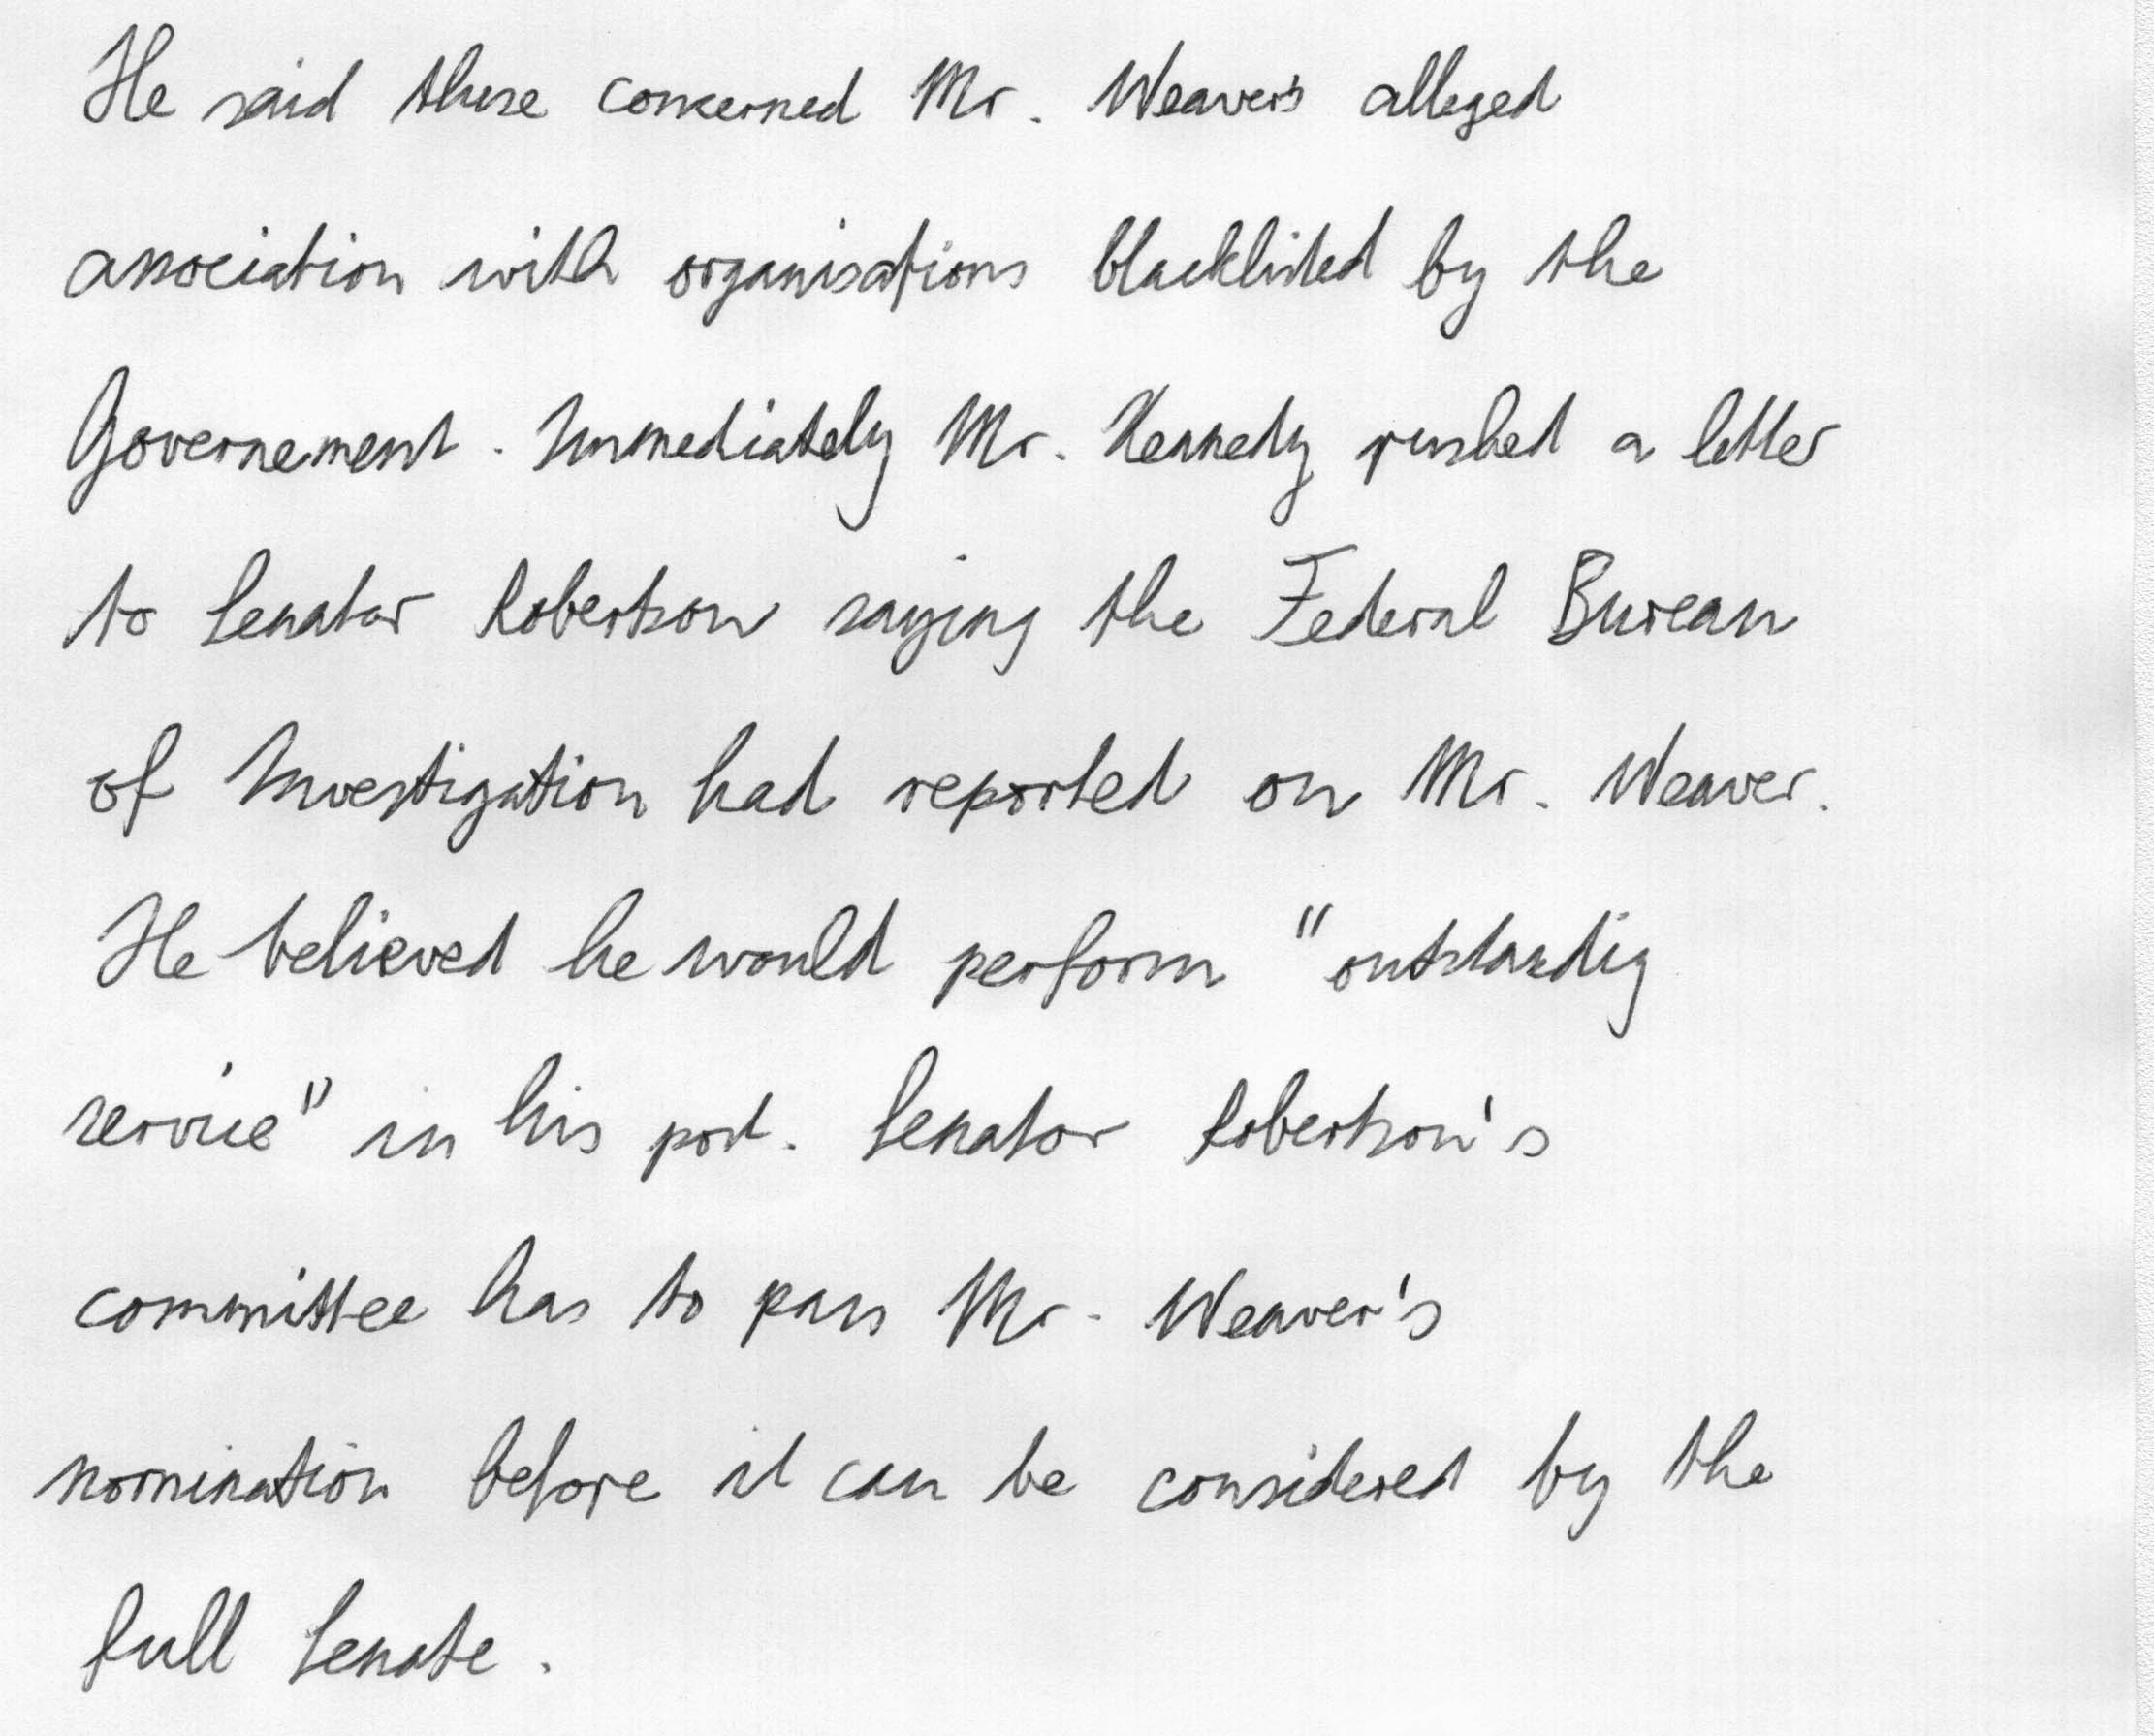 He said these concerned Mr. Weaver's alleged
association with organisations blacklisted by the
Governement. Immediately Mr. Kennedy rushed a letter
to Senator Robertson saying the Federal Bureau
of Investigation had reported on Mr. Weaver.
He believed he would perform "outstandig
service" in his post. Senator Robertson's
committee has to pass Mr. Weaver's
nomination before it can be considered by the
full Senate.